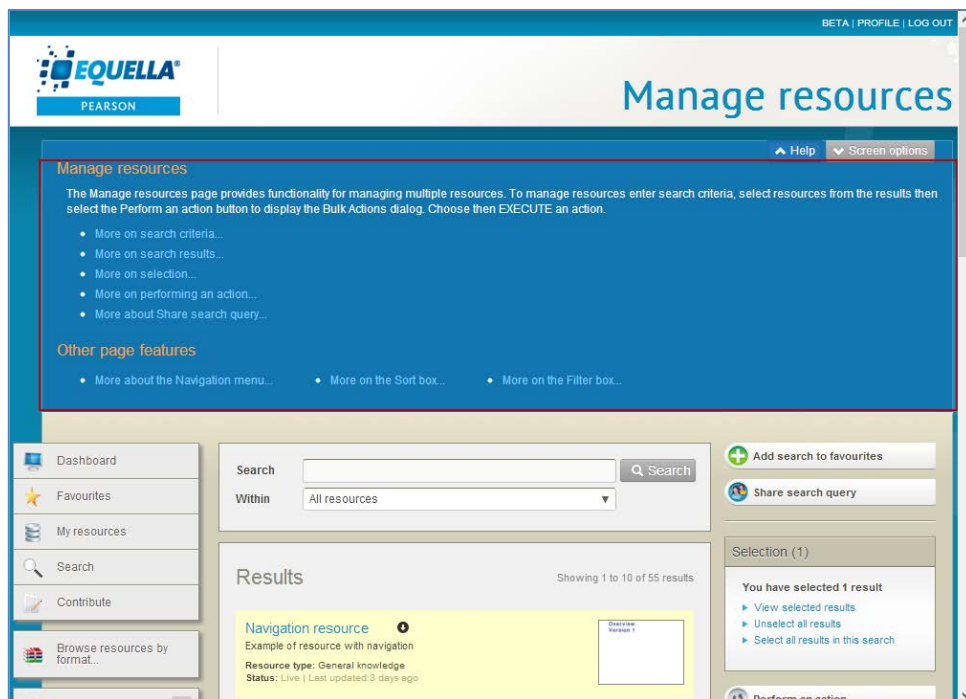 BETA | PROFILE | LOG OUT
EQUELLA®
PEARSON
Manage resources
Help
Screen options
Manage resources
The Manage resources page provides functionality for managing multiple resources. To manage resources enter search criteria, select resources from the results then
select the Perform an action button to display the Bulk Actions dialog. Choose then EXECUTE an action.
More on search criteria...
More on search results...
More on selection...
More on performing an action...
More about Share search query...
Other page features
More about the Navigation menu...
More on the Sort box...
More on the Filter box...
Dashboard
Favourites
My resources
Search
Contribute
Browse resources by
format...
Search
Search
Within
All resources
Results
Showing 1 to 10 of 55 results
Navigation resource
Example of resource with navigation
Resource type: General knowledge
Status: Live | Last updated:3 days ago
Overview
Version 1
Add search to favourites
Share search query
Selection (1)
You have selected 1 result
View selected results
Unselect all results
Select all results in this search
Perform an action